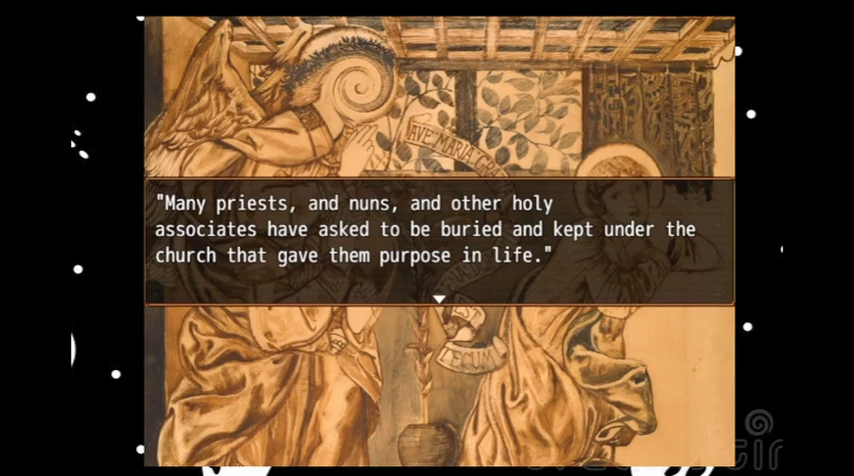 AVE MARIA GRA
"Many priests, and nuns, and other holy
associates have asked to be buried and kept under the
church that gave them purpose in life."
TECUM